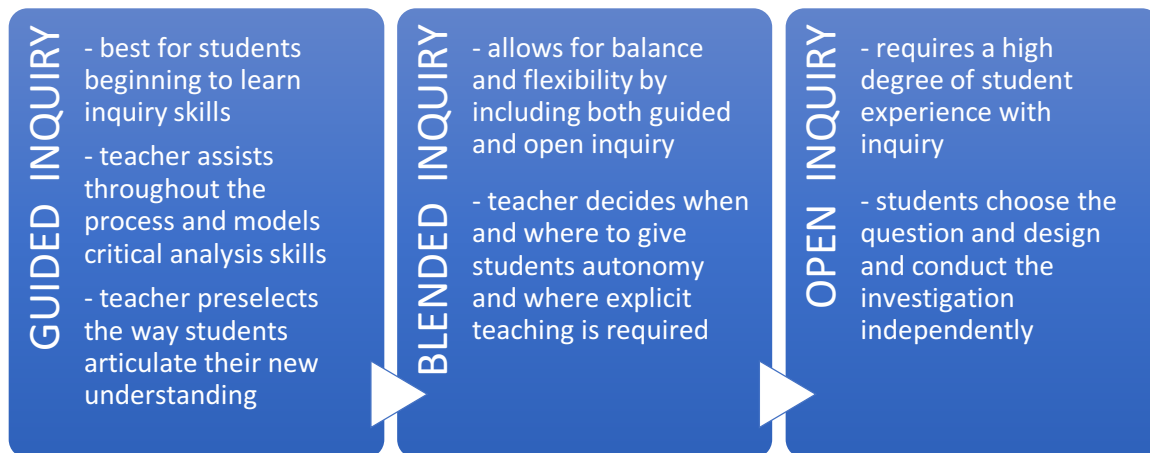 GUIDED INQUIRY
- best for students
beginning to learn
inquiry skills
- teacher assists
throughout the
process and models
critical analysis skills
- teacher preselects
the way students
articulate their new
understanding
BLENDED INQUIRY
- allows for balance
and flexibility by
including both guided
and open inquiry
- teacher decides when
and where to give
students autonomy
and where explicit
teaching is required
OPEN INQUIRY
- requires a high
degree of student
experience with
inquiry
- students choose the
question and design
and conduct the
investigation
independently